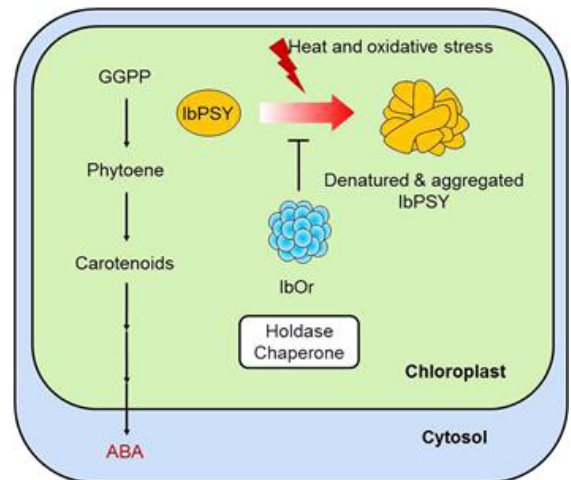 Heat and oxidative stress
GGPP
IbPSY
Phytoene
Denatured & aggregated
IbPSY
Carotenoids
IbOr
Holdase
Chaperone
Chloroplast
Cytosol
ABA